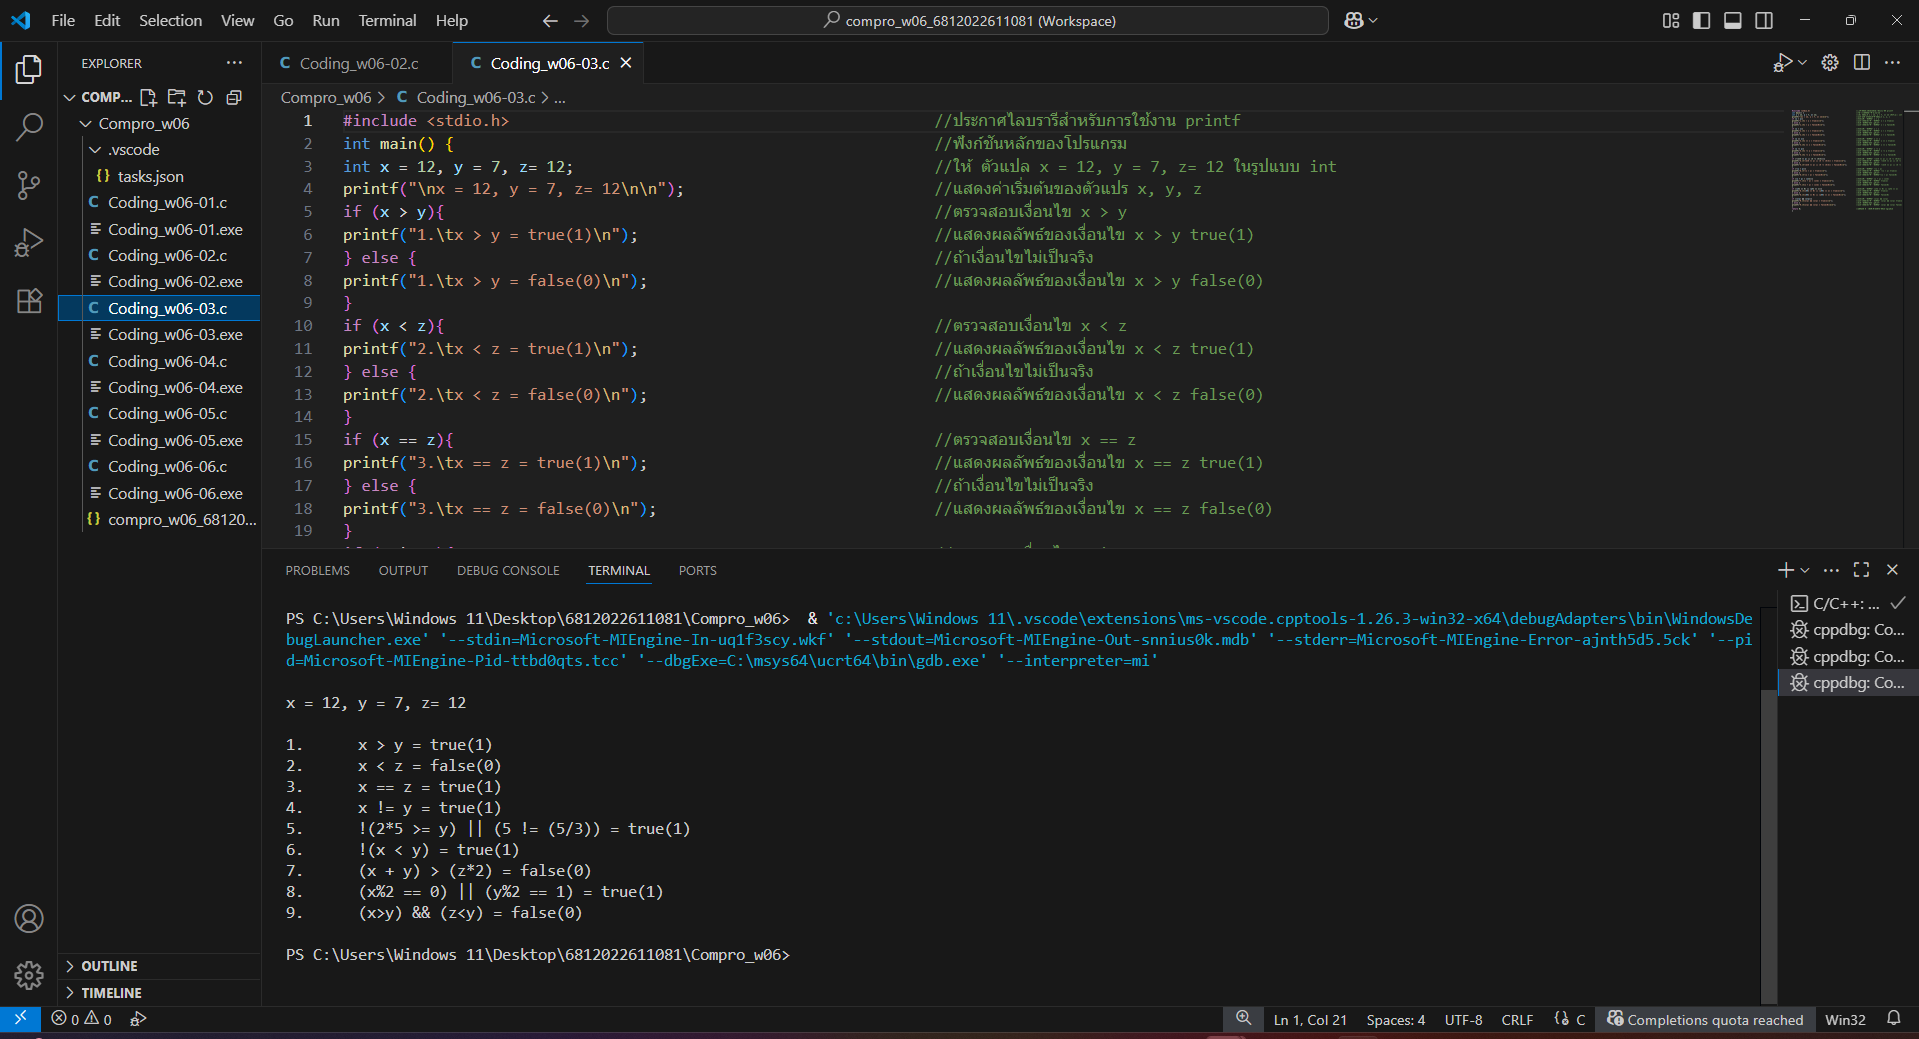 File Edit Selection View Go Run Terminal Help
compro_w06_6812022611081 (Workspace)
EXPLORER
COMP...
Compro_w06
.vscode
tasks.json
Coding_w06-01.c
Coding_w06-01.exe
Coding_w06-02.c
Coding_w06-02.exe
Coding_w06-03.c
Coding_w06-03.exe
Coding_w06-04.c
Coding_w06-04.exe
Coding_w06-05.c
Coding_w06-05.exe
Coding_w06-06.c
Coding_w06-06.exe
compro_w06_68120...
OUTLINE
TIMELINE
Coding_w06-02.c Coding_w06-03.c
Compro_w06 > C Coding_w06-03.c > ...
1 #include <stdio.h> //ประกาศไลบรารีสำหรับการใช้งาน printf
2 int main() { //ฟังก์ชันหลักของโปรแกรม
3 int x = 12, y = 7, z= 12; //ให้ ตัวแปล x = 12, y = 7, z= 12 ในรูปแบบ int
4 printf("\nx = 12, y = 7, z= 12\n\n"); //แสดงค่าเริ่มต้นของตัวแปร x, y, z
5 if (x > y){ //ตรวจสอบเงื่อนไข x > y
6 printf("1.\tx > y = true(1)\n"); //แสดงผลลัพธ์ของเงื่อนไข x > y true(1)
7 } else { //ถ้าเงื่อนไขไม่เป็นจริง
8 printf("1.\tx > y = false(0)\n"); //แสดงผลลัพธ์ของเงื่อนไข x > y false(0)
9 }
10 if (x < z){ //ตรวจสอบเงื่อนไข x < z
11 printf("2.\tx < z = true(1)\n"); //แสดงผลลัพธ์ของเงื่อนไข x < z true(1)
12 } else { //ถ้าเงื่อนไขไม่เป็นจริง
13 printf("2.\tx < z = false(0)\n"); //แสดงผลลัพธ์ของเงื่อนไข x < z false(0)
14 }
15 if (x == z){ //ตรวจสอบเงื่อนไข x == z
16 printf("3.\tx == z = true(1)\n"); //แสดงผลลัพธ์ของเงื่อนไข x == z true(1)
17 } else { //ถ้าเงื่อนไขไม่เป็นจริง
18 printf("3.\tx == z = false(0)\n"); //แสดงผลลัพธ์ของเงื่อนไข x == z false(0)
19 }
PROBLEMS OUTPUT DEBUG CONSOLE TERMINAL PORTS
PS C:\Users\Windows 11\Desktop\6812022611081\Compro_w06> & 'c:\Users\Windows 11\.vscode\extensions\ms-vscode.cpptools-1.26.3-win32-x64\debugAdapters\bin\WindowsDe
bugLauncher.exe' '--stdin=Microsoft-MIEngine-In-uq1f3scy.wkf' '--stdout=Microsoft-MIEngine-Out-snnius0k.mdb' '--stderr=Microsoft-MIEngine-Error-ajnth5d5.5ck' '--pi
d=Microsoft-MIEngine-Pid-ttbd0qts.tcc' '--dbgExe=C:\msys64\ucrt64\bin\gdb.exe' '--interpreter=mi'
x = 12, y = 7, z= 12
1. x > y = true(1)
2. x < z = false(0)
3. x == z = true(1)
4. x != y = true(1)
5. !(2*5 >= y) || (5 != (5/3)) = true(1)
6. !(x < y) = true(1)
7. (x + y) > (z*2) = false(0)
8. (x%2 == 0) || (y%2 == 1) = true(1)
9. (x>y) && (z<y) = false(0)
PS C:\Users\Windows 11\Desktop\6812022611081\Compro_w06>
C/C++: ...
cppdbg: Co...
cppdbg: Co...
cppdbg: Co...
0 0 Ln 1, Col 21 Spaces: 4 UTF-8 CRLF C Completions quota reached Win32